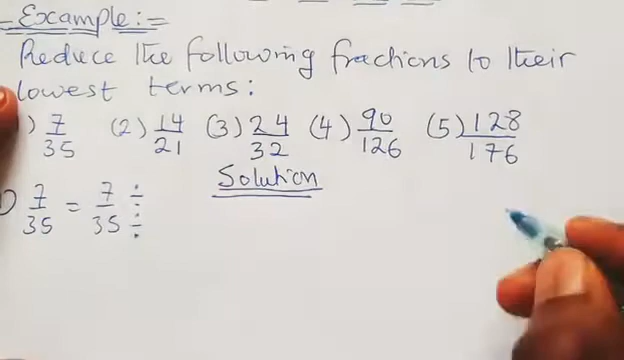 Example:=
Reduce the following fractions to their
lowest terms:
) 7/35 (2) 14/21 (3) 24/32 (4) 90/126 (5) 128/176
Solution
) 7/35 = 7/35 ÷ ÷